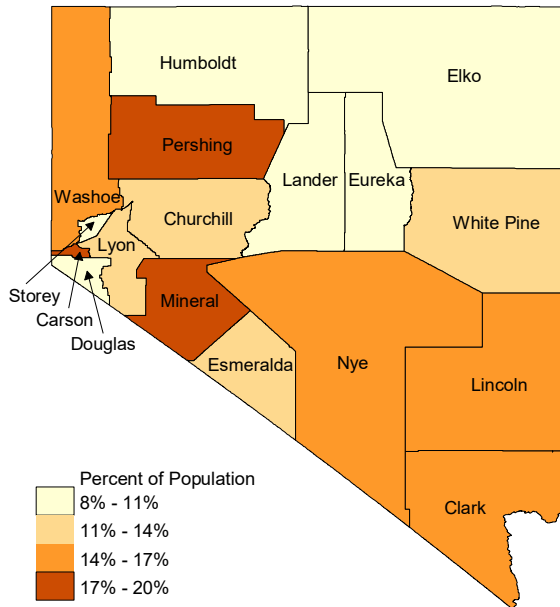 Humboldt
Elko
Pershing
Lander
Eureka
Washoe
Churchill
White Pine
Lyon
Storey
Carson
Mineral
Douglas
Esmeralda
Nye
Lincoln
Clark
Percent of Population
8% - 11%
11% - 14%
14% - 17%
17% - 20%